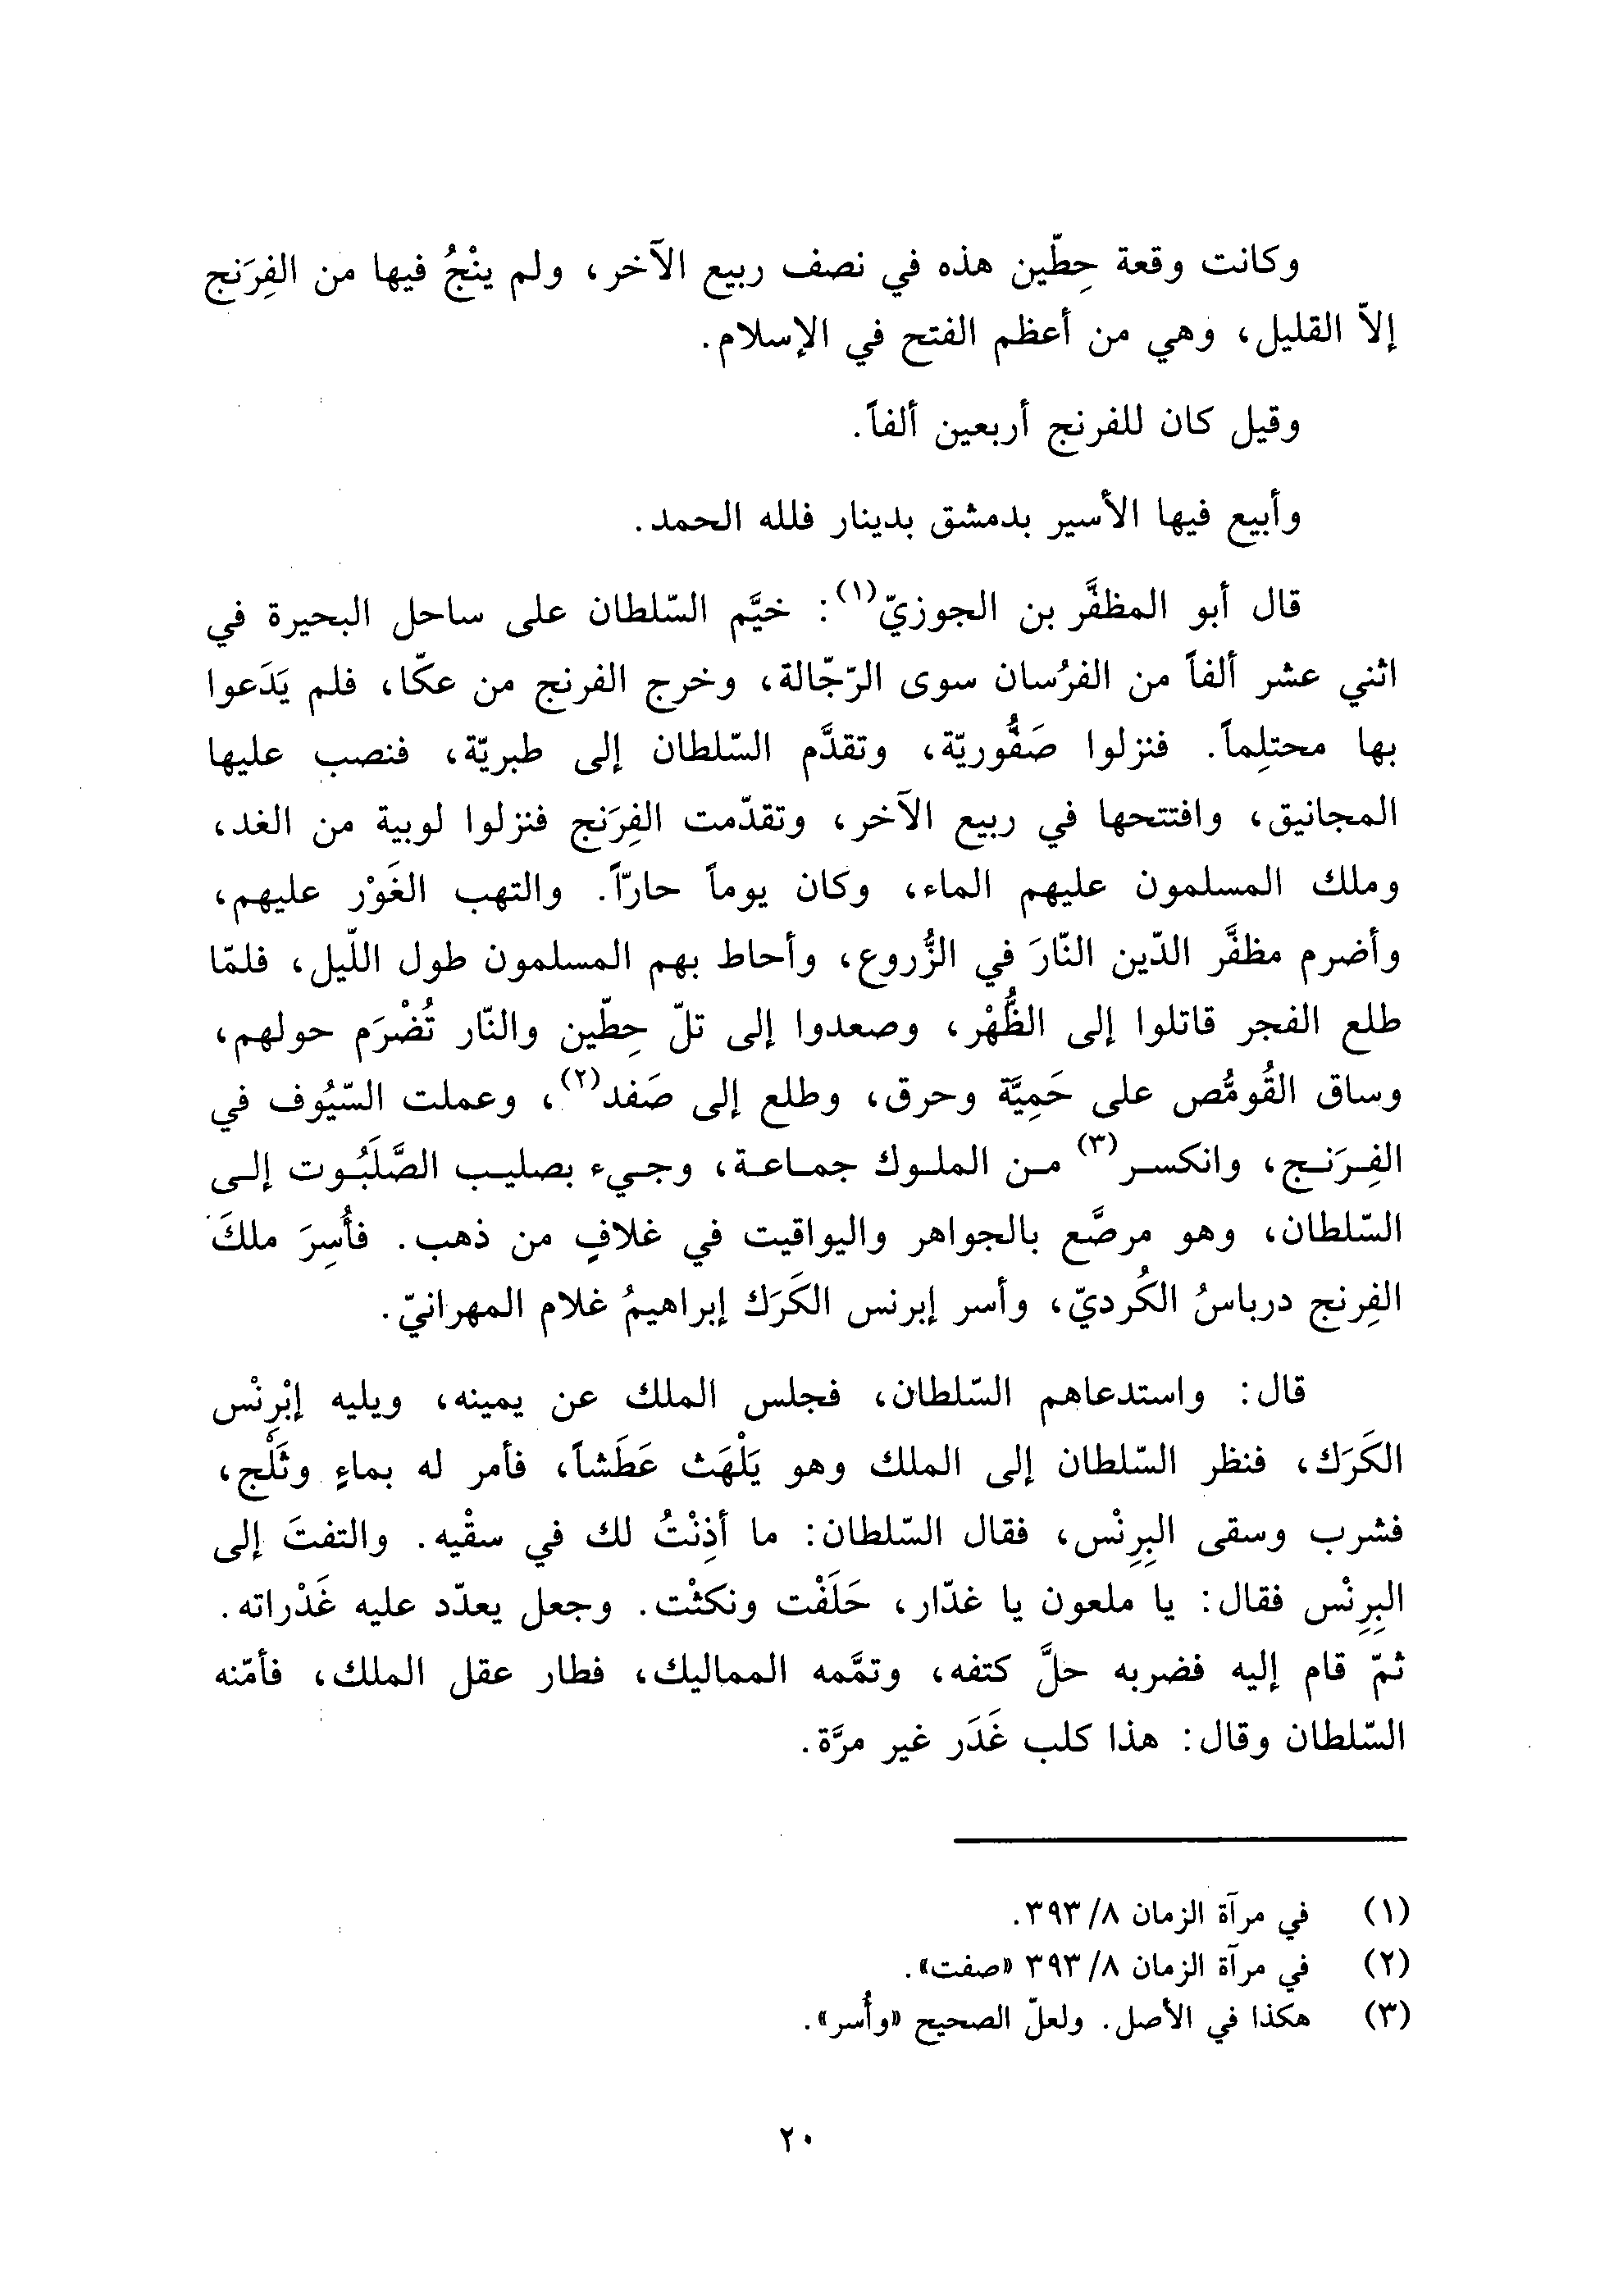 وكانت وقعة حِطّين هذه في نصف ربيع الآخر، ولم ينْجُ فيها من الفِرَنج
إلاّ القليل، وهي من أعظم الفتح في الإسلام.
وقيل كان للفرنج أربعين ألفاً.
وأبيع فيها الأسير بدمشق بدينار فلله الحمد.
قال أبو المظفَّر بن الجوزيّ(١): خيَّم السّلطان على ساحل البحيرة في
اثني عشر ألفاً من الفرُسان سوى الرّجّالة، وخرج الفرنج من عكّا، فلم يَدَعوا
بها محتلِماً. فنزلوا صَفُّوريّة، وتقدَّم السّلطان إلى طبريّة، فنصب عليها
المجانيق، وافتتحها في ربيع الآخر، وتقدّمت الفِرَنج فنزلوا لوبية من الغد،
وملك المسلمون عليهم الماء، وكان يوماً حارّاً. والتهب الغَوْر عليهم،
وأضرم مظفَّر الدّين النّارَ في الزُّروع، وأحاط بهم المسلمون طول اللّيل، فلمّا
طلع الفجر قاتلوا إلى الظُّهْر، وصعدوا إلى تلّ حِطّين والنّار تُضْرَم حولهم،
وساق القُومُّص على حَمِيَّة وحرق، وطلع إلى صَفد(٢)، وعملت السّيُوف في
الفِرَنج، وانكسر(٣) من الملوك جماعة، وجيء بصليب الصَّلَبُوت إلى
السّلطان، وهو مرصَّع بالجواهر واليواقيت في غلافٍ من ذهب. فأُسِرَ ملكَ
الفِرنج درباسُ الكُرديّ، وأسر إبرنس الكَرَك إبراهيمُ غلام المهرانيّ.
قال: واستدعاهم السّلطان، فجلس الملك عن يمينه، ويليه إبْرِنْس
الكَرَك، فنظر السّلطان إلى الملك وهو يَلْهَث عَطَشاً، فأمر له بماءٍ وثَلْج،
فشرب وسقى البِرِنْس، فقال السّلطان: ما أذِنْتُ لك في سقْيه. والتفتَ إلى
البِرِنْس فقال: يا ملعون يا غدّار، حَلَفْت ونكثْت. وجعل يعدّد عليه غَدْراته.
ثمّ قام إليه فضربه حلَّ كتفه، وتمَّمه المماليك، فطار عقل الملك، فأمّنه
السّلطان وقال: هذا كلب غَدَر غير مرَّة.
(١) في مرآة الزمان ٨/ ٣٩٣.
(٢) في مرآة الزمان ٨/ ٣٩٣ «صفت».
(٣) هكذا في الأصل. ولعلّ الصحيح «وأُسر».
٢٠